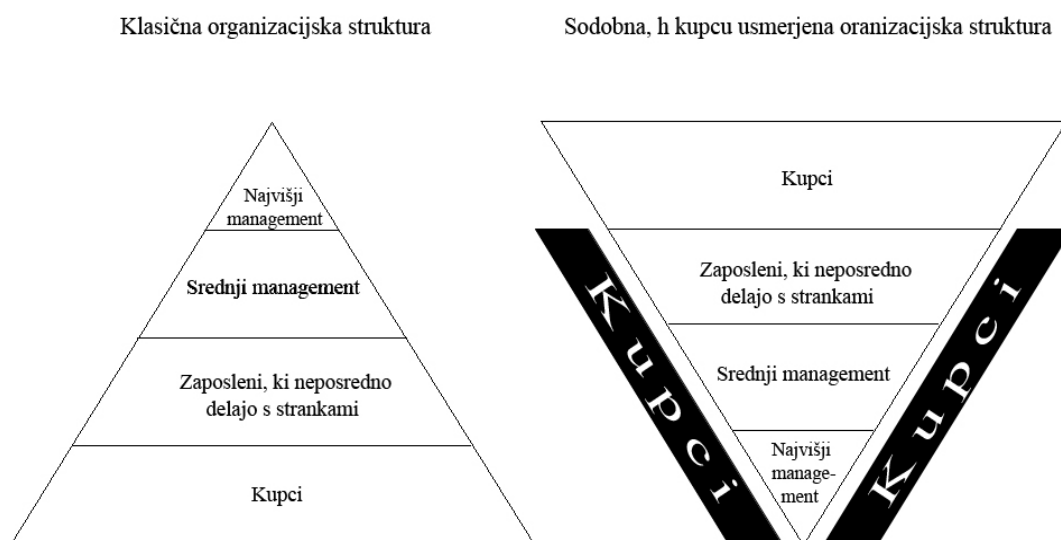 Klasična organizacijska struktura
Najvišji
management
Srednji management
Zaposleni, ki neposredno
delajo s strankami
Kupci
Sodobna, h kupcu usmerjena oranizacijska struktura
Kupci
Zaposleni, ki neposredno
delajo s strankami
Srednji management
Najvišji
manage-
ment
Kupci
Kupci